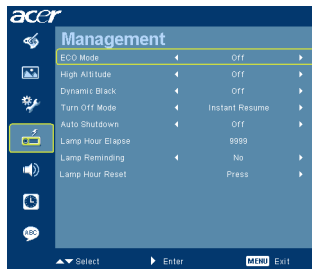 acer
Management
ECO Mode Off
High Altitude Off
Dynamic Black Off
Turn Off Mode Instant Resume
Auto Shutdown Off
Lamp Hour Elapse 9999
Lamp Reminding No
Lamp Hour Reset Press
ABC
Select Enter MENU Exit